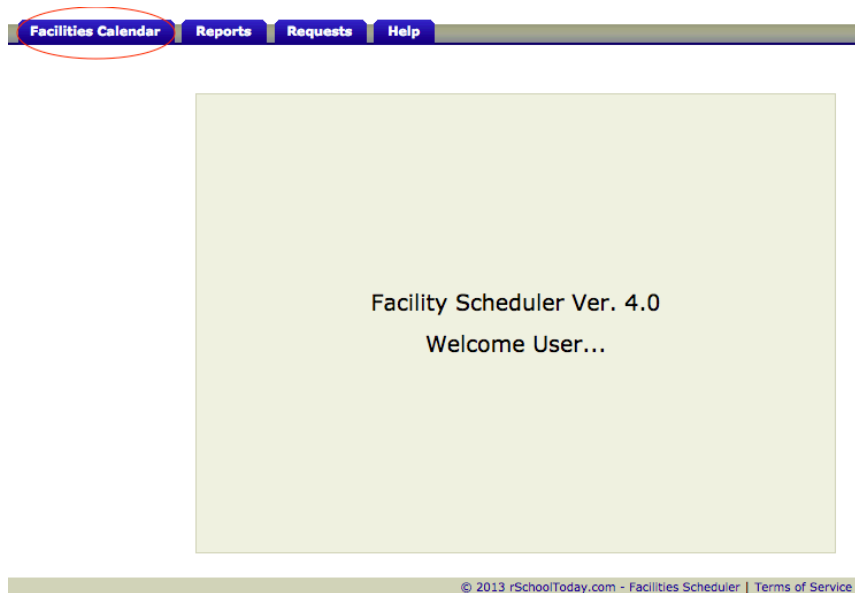 Facilities Calendar Reports Requests Help
Facility Scheduler Ver. 4.0
Welcome User...
© 2013 rSchoolToday.com - Facilities Scheduler | Terms of Service